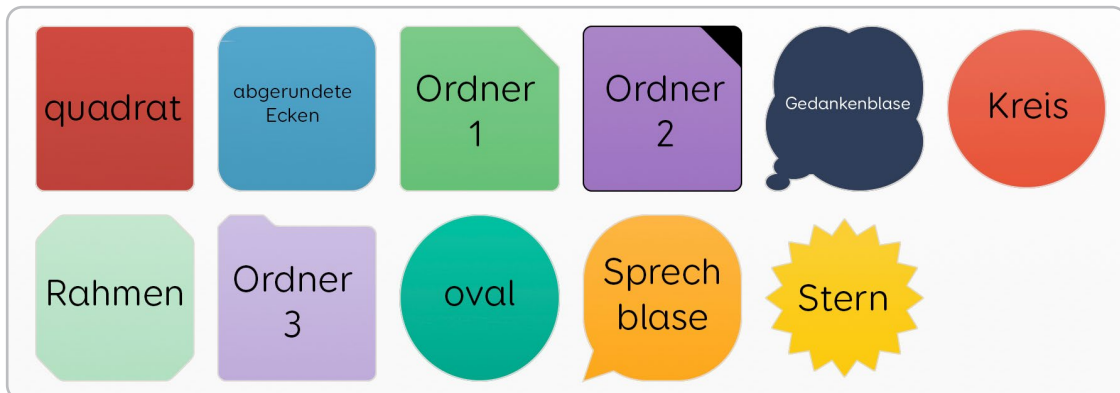 quadrat
abgerundete
Ecken
Ordner
1
Ordner
2
Gedankenblase
Kreis
Rahmen
Ordner
3
oval
Sprech
blase
Stern